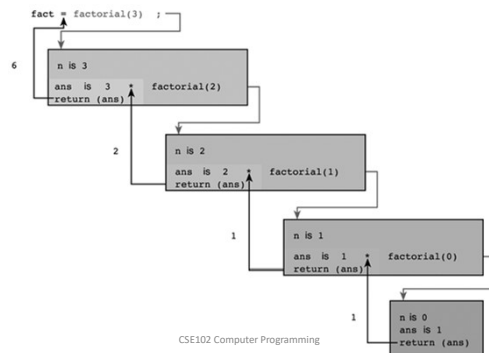 fact = factorial(3) ;
6
n is 3
ans is 3 * factorial(2)
return (ans)
2
n is 2
ans is 2 * factorial(1)
return (ans)
1
n is 1
ans is 1 * factorial(0)
return (ans)
1
n is 0
ans is 1
return (ans)
CSE102 Computer Programming